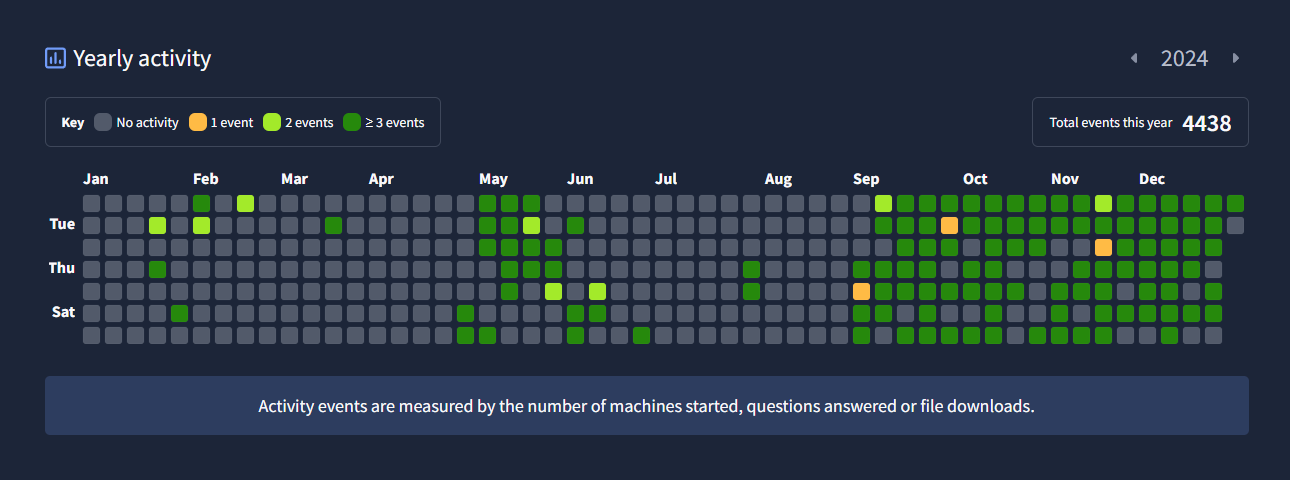 Yearly activity
2024
Key No activity 1 event 2 events ≥ 3 events
Total events this year 4438
Jan Feb Mar Apr May Jun Jul Aug Sep Oct Nov Dec
Tue
Thu
Sat
Activity events are measured by the number of machines started, questions answered or file downloads.